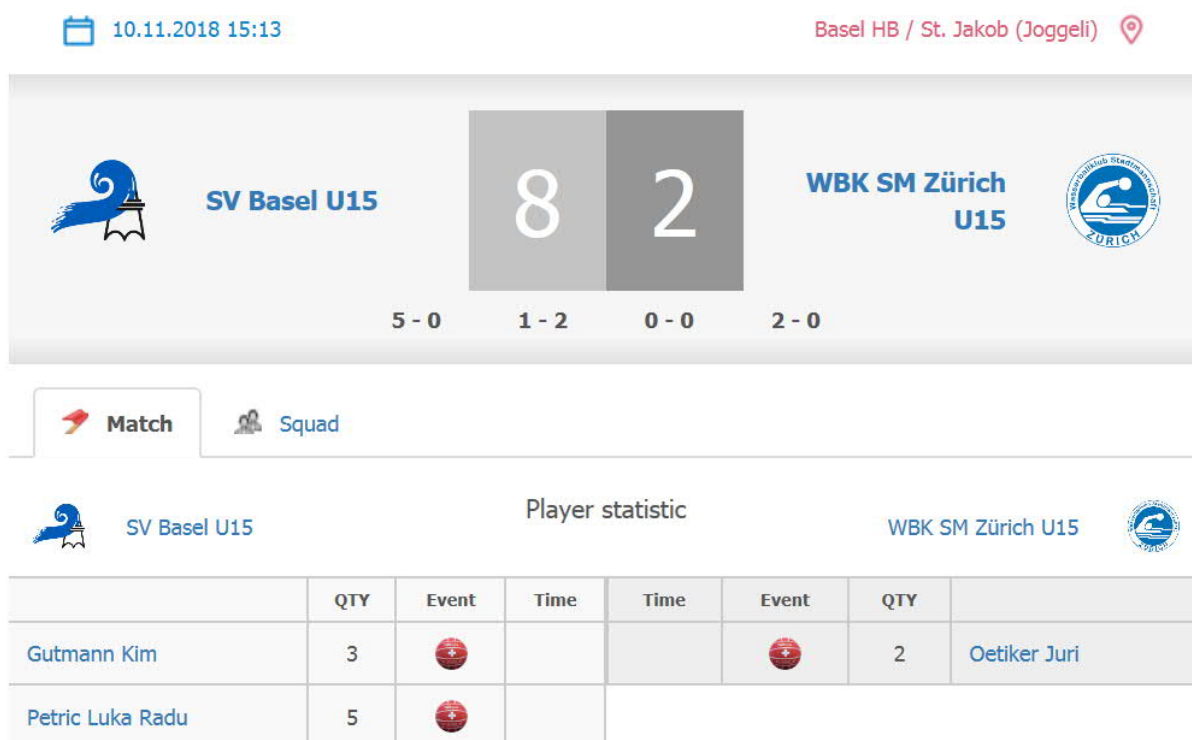 10.11.2018 15:13
Basel HB / St. Jakob (Joggeli)
SV Basel U15
8 2
WBK SM Zürich
U15
Wasserballklub Stadtmannschaft
ZÜRICH
5 - 0 1 - 2 0 - 0 2 - 0
Match Squad
SV Basel U15
Player statistic
WBK SM Zürich U15
QTY Event Time Time Event QTY
Gutmann Kim 3 2 Oetiker Juri
Petric Luka Radu 5